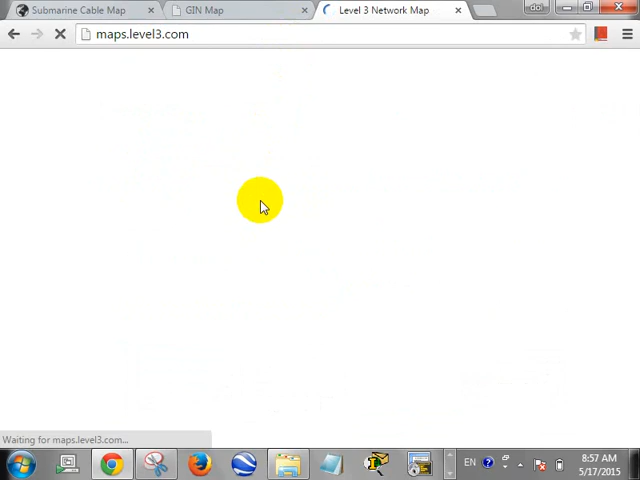 Submarine Cable Map
GIN Map
Level 3 Network Map
doi
maps.level3.com
Waiting for maps.level3.com...
EN
8:57 AM
5/17/2015